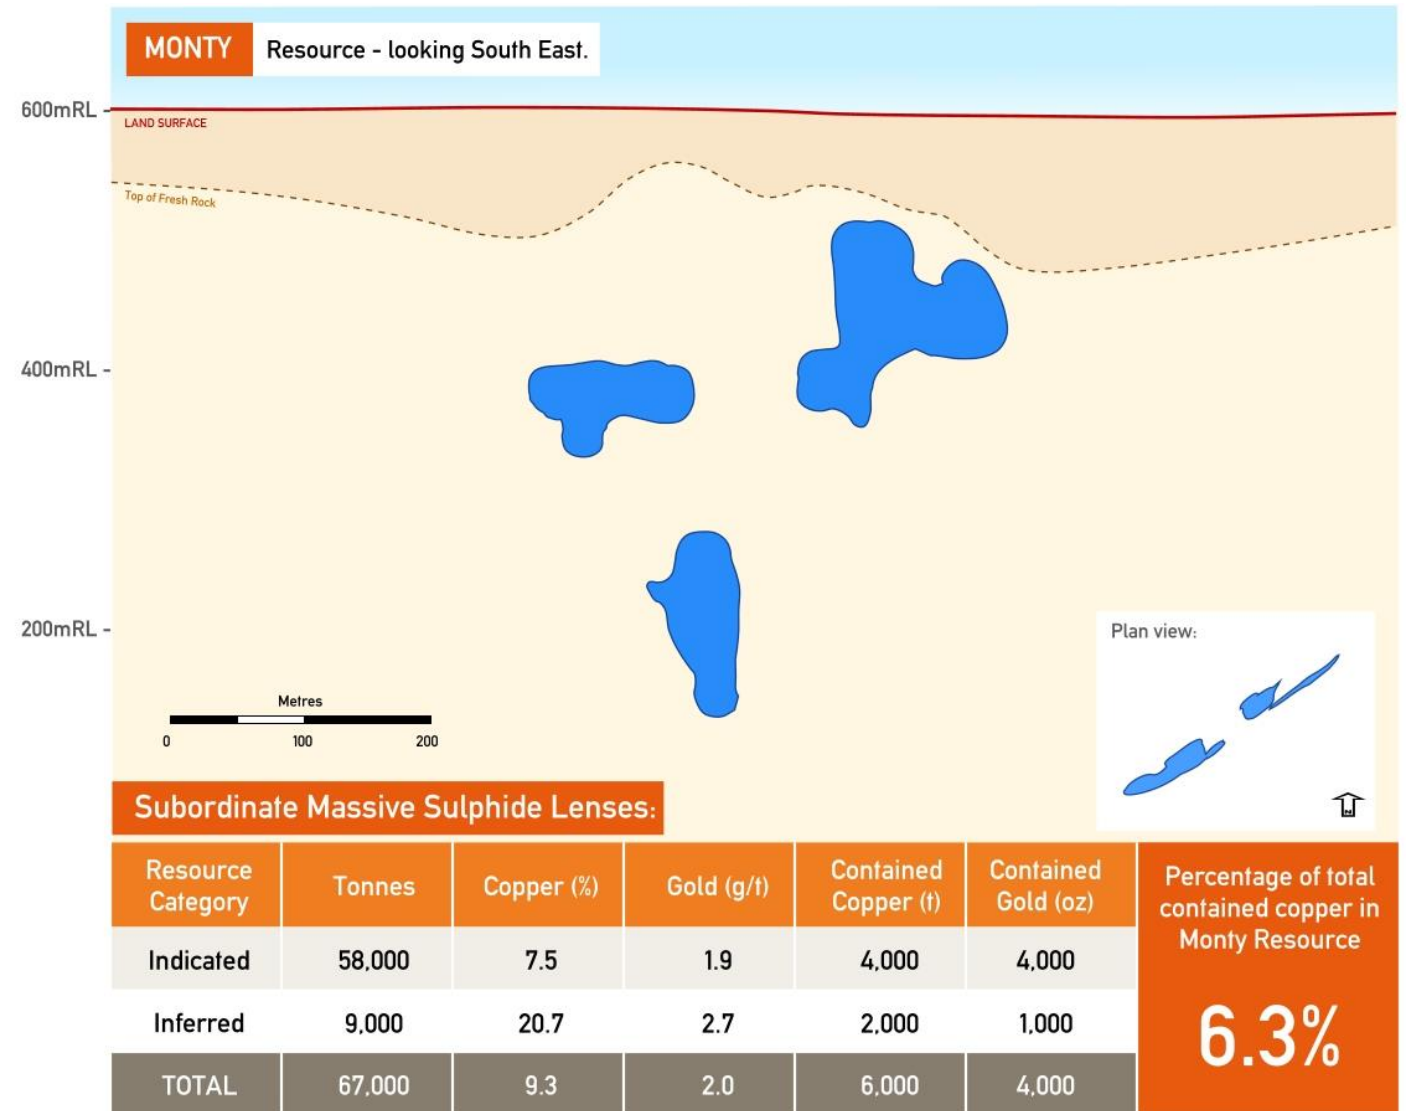 MONTY Resource - looking South East.
600mRL
LAND SURFACE
Top of Fresh Rock
400mRL
200mRL
Plan view:
Metres
0 100 200
N
Subordinate Massive Sulphide Lenses:
Resource Category Tonnes Copper (%) Gold (g/t) Contained Copper (t) Contained Gold (oz)
Indicated 58,000 7.5 1.9 4,000 4,000
Inferred 9,000 20.7 2.7 2,000 1,000
TOTAL 67,000 9.3 2.0 6,000 4,000
Percentage of total
contained copper in
Monty Resource
6.3%